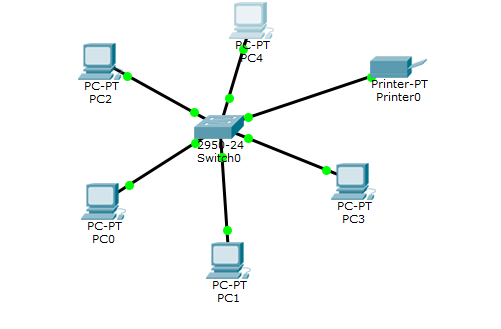 PC-PT
PC4
PC-PT
PC2
Printer-PT
Printer0
2950-24
Switch0
PC-PT
PC3
PC-PT
PC0
PC-PT
PC1